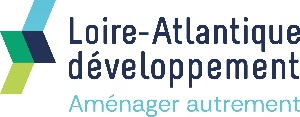 Loire-Atlantique
développement
Aménager autrement